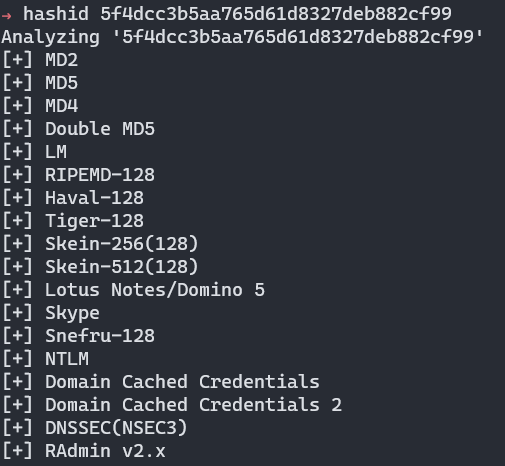 → hashid 5f4dcc3b5aa765d61d8327deb882cf99
Analyzing '5f4dcc3b5aa765d61d8327deb882cf99'
[+] MD2
[+] MD5
[+] MD4
[+] Double MD5
[+] LM
[+] RIPEMD-128
[+] Haval-128
[+] Tiger-128
[+] Skein-256(128)
[+] Skein-512(128)
[+] Lotus Notes/Domino 5
[+] Skype
[+] Snefru-128
[+] NTLM
[+] Domain Cached Credentials
[+] Domain Cached Credentials 2
[+] DNSSEC(NSEC3)
[+] RAdmin v2.x